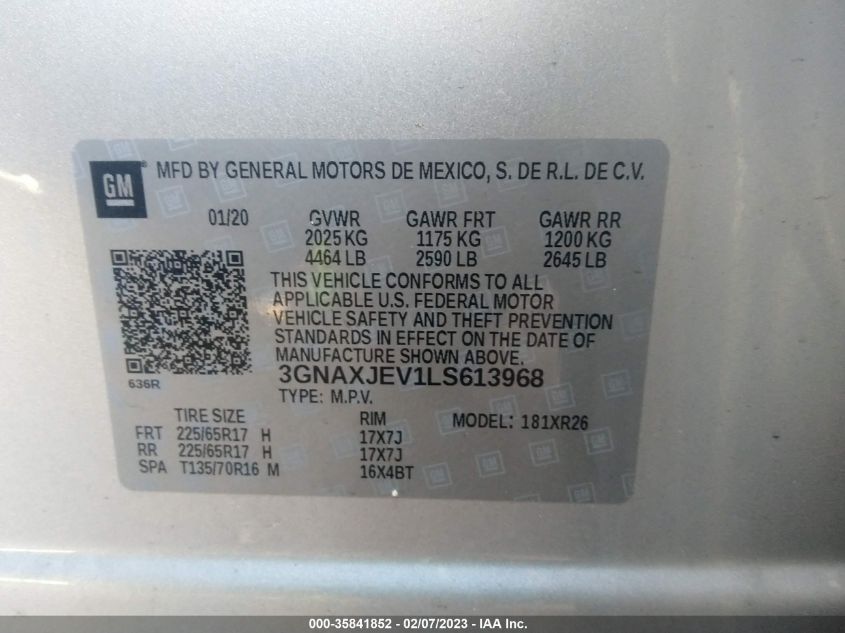 GM ® MFD BY GENERAL MOTORS DE MEXICO, S. DE R.L. DE C.V.
01/20 GVWR GAWR FRT GAWR RR
2025 KG 1175 KG 1200 KG
4464 LB 2590 LB 2645 LB
THIS VEHICLE CONFORMS TO ALL
APPLICABLE U.S. FEDERAL MOTOR
VEHICLE SAFETY AND THEFT PREVENTION
STANDARDS IN EFFECT ON THE DATE OF
MANUFACTURE SHOWN ABOVE.
636R 3GNAXJEV1LS613968
TYPE: M.P.V.
TIRE SIZE RIM MODEL: 181XR26
FRT 225/65R17 H 17X7J
RR 225/65R17 H 17X7J
SPA T135/70R16 M 16X4BT
000-35841852 - 02/07/2023 - IAA Inc.